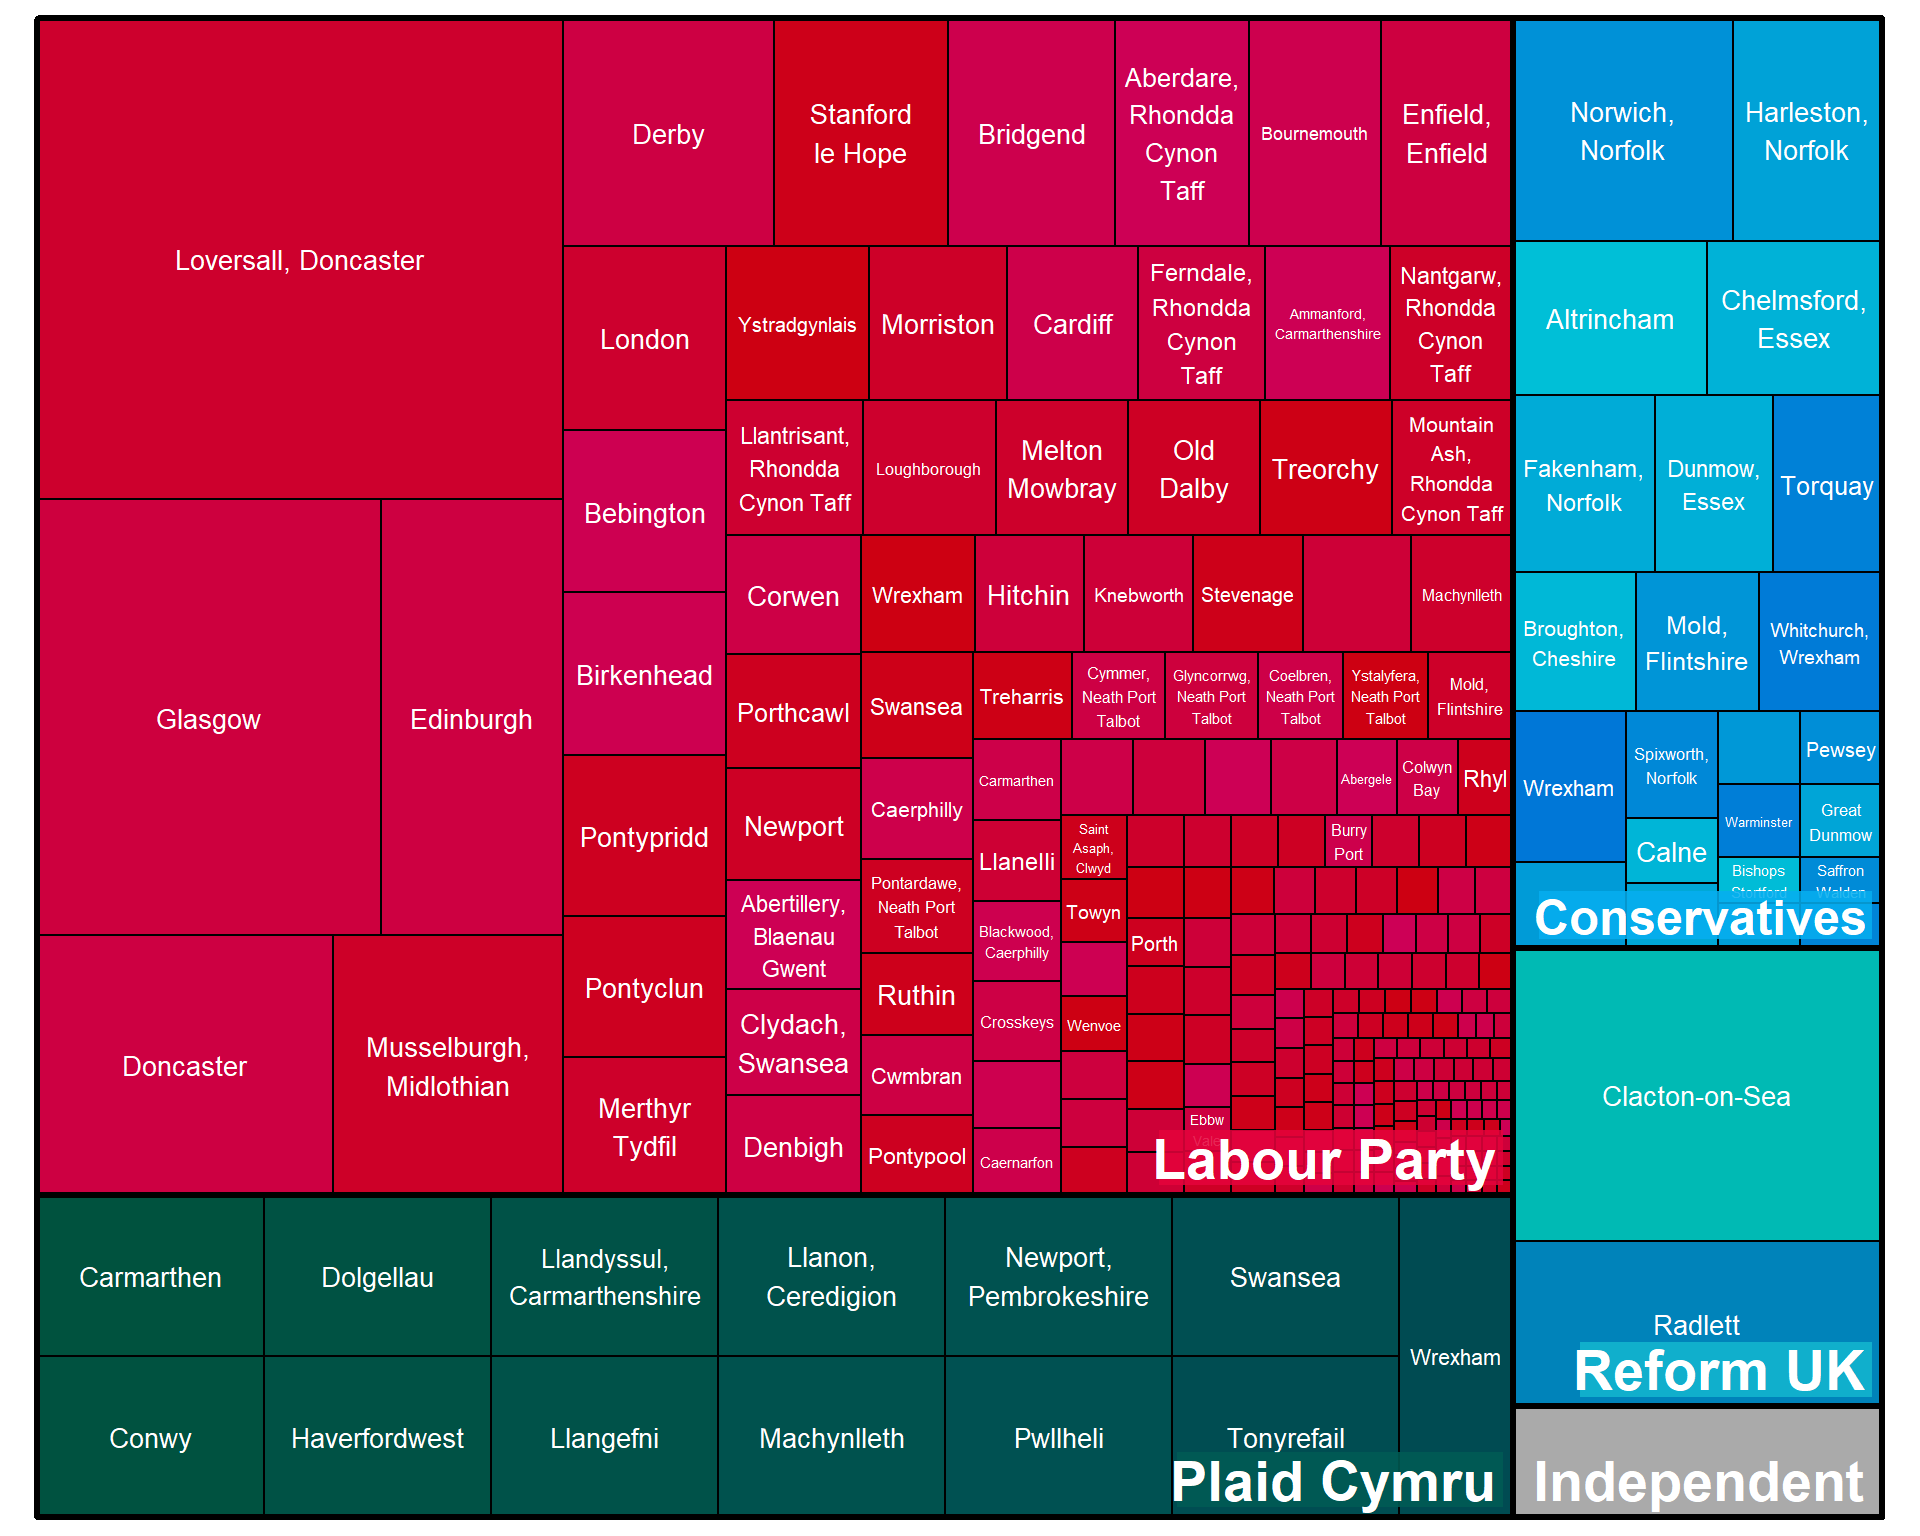 Loversall, Doncaster
Derby
Stanford
le Hope
Bridgend
Aberdare,
Rhondda
Cynon
Taff
Bournemouth
Enfield,
Enfield
London
Ystradgynlais
Morriston
Cardiff
Ferndale,
Rhondda
Cynon
Taff
Ammanford,
Carmarthenshire
Nantgarw,
Rhondda
Cynon
Taff
Bebington
Llantrisant,
Rhondda
Cynon Taff
Loughborough
Melton
Mowbray
Old
Dalby
Treorchy
Mountain
Ash,
Rhondda
Cynon Taff
Glasgow
Edinburgh
Birkenhead
Corwen
Wrexham
Hitchin
Knebworth
Stevenage
Machynlleth
Porthcawl
Swansea
Treharris
Cymmer,
Neath Port
Talbot
Glyncorrwg,
Neath Port
Talbot
Coelbren,
Neath Port
Talbot
Ystalyfera,
Neath Port
Talbot
Mold,
Flintshire
Pontypridd
Newport
Caerphilly
Carmarthen
Abergele
Colwyn
Bay
Rhyl
Llanelli
Saint
Asaph,
Clwyd
Burry
Port
Abertillery,
Blaenau
Gwent
Pontardawe,
Neath Port
Talbot
Blackwood,
Caerphilly
Towyn
Porth
Doncaster
Musselburgh,
Midlothian
Pontyclun
Clydach,
Swansea
Ruthin
Crosskeys
Wenvoe
Merthyr
Tydfil
Denbigh
Cwmbran
Pontypool
Caernarfon
Ebbw
Vale
Labour Party
Norwich,
Norfolk
Harleston,
Norfolk
Altrincham
Chelmsford,
Essex
Fakenham,
Norfolk
Dunmow,
Essex
Torquay
Broughton,
Cheshire
Mold,
Flintshire
Whitchurch,
Wrexham
Wrexham
Spixworth,
Norfolk
Pewsey
Warminster
Great
Dunmow
Calne
Bishops
Stortford
Saffron
Walden
Conservatives
Clacton-on-Sea
Radlett
Reform UK
Carmarthen
Dolgellau
Llandyssul,
Carmarthenshire
Llanon,
Ceredigion
Newport,
Pembrokeshire
Swansea
Wrexham
Conwy
Haverfordwest
Llangefni
Machynlleth
Pwllheli
Tonyrefail
Plaid Cymru
Independent